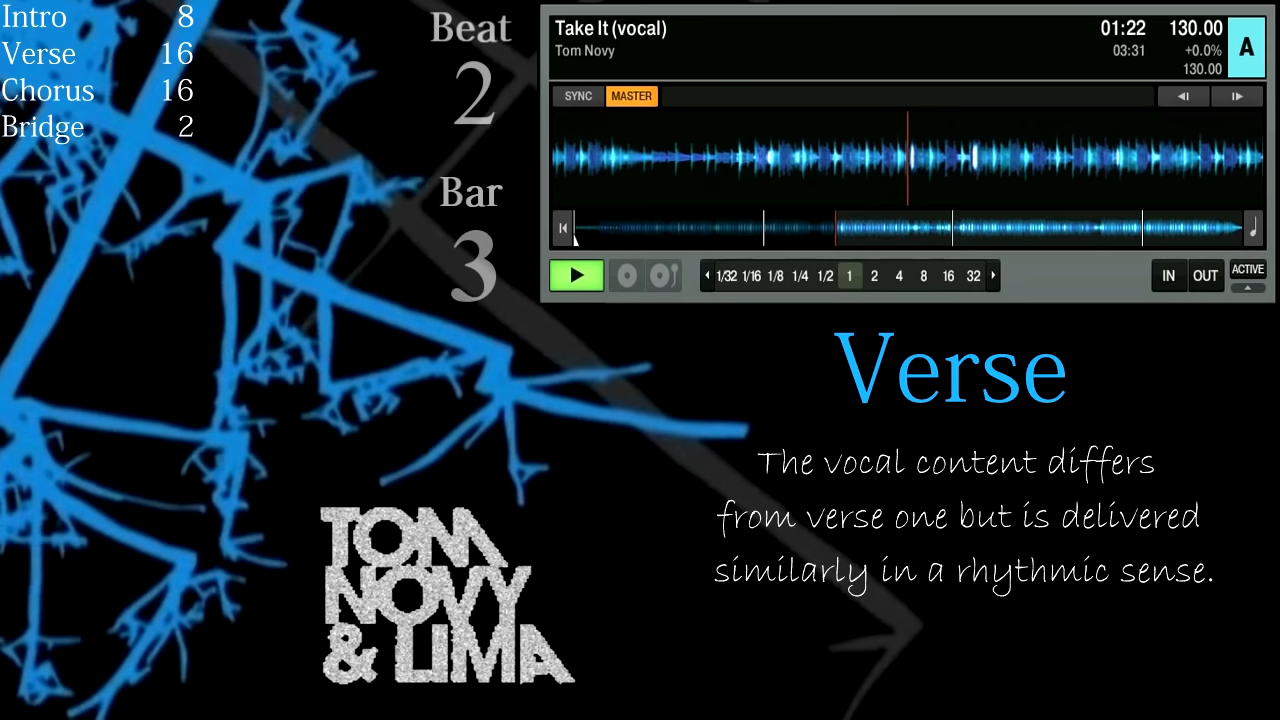 Intro 8
Verse 16
Chorus 16
Bridge 2
Beat
2
Bar
3
Take It (vocal) 01:22 130.00
Tom Novy 03:31 +0.0%
130.00
A
SYNC MASTER
1/32 1/16 1/8 1/4 1/2 1 2 4 8 16 32 IN OUT ACTIVE
Verse
The vocal content differs
from verse one but is delivered
similarly in a rhythmic sense.
TOM
NOVY
& LIMA